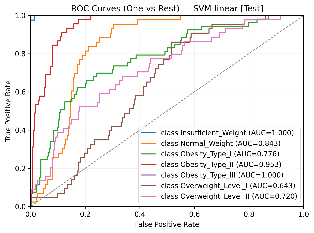 ROC Curves (One vs Rest) — SVM-linear [Test]
True Positive Rate
1.0
0.8
0.6
0.4
0.2
0.0
class Insufficient_Weight (AUC=1.000)
class Normal_Weight (AUC=0.843)
class Obesity_Type_I (AUC=0.776)
class Obesity_Type_II (AUC=0.953)
class Obesity_Type_III (AUC=1.000)
class Overweight_Level_I (AUC=0.643)
class Overweight_Level_II (AUC=0.720)
0.0 0.2 0.4 0.6 0.8 1.0
False Positive Rate